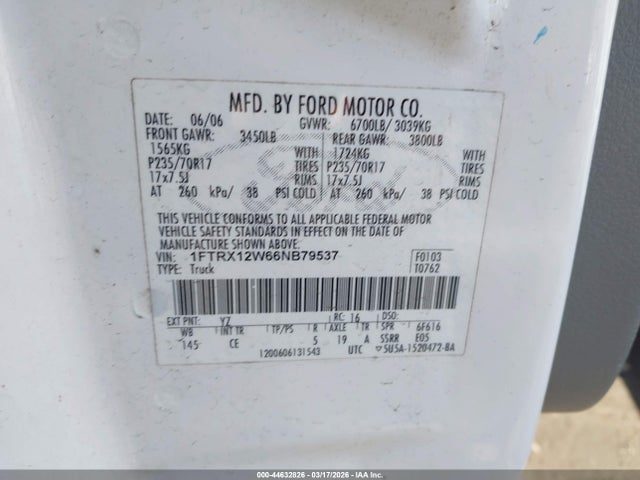 MFD. BY FORD MOTOR CO.
DATE: 06/06 GVWR: 6700LB/ 3039KG
FRONT GAWR: 3450LB REAR GAWR: 3800LB
1565KG WITH 1724KG WITH
P235/70R17 TIRES P235/70R17 TIRES
17x7.5J RIMS 17x7.5J RIMS
AT 260 kPa/ 38 PSI COLD AT 260 kPa/ 38 PSI COLD
THIS VEHICLE CONFORMS TO ALL APPLICABLE FEDERAL MOTOR
VEHICLE SAFETY STANDARDS IN EFFECT ON THE DATE OF
MANUFACTURE SHOWN ABOVE.
VIN: 1FTRX12W66NB79537 F0103
TYPE: Truck T0762
EXT PNT: YZ RC: 16 DSO:
WB INT TR TP/PS R AXLE TR SPR 6F616
145 CE 5 19 A SSRR E05
1200606131543 UTC 5U5A-1520472-BA
000-44632826 - 03/17/2026 - IAA Inc.